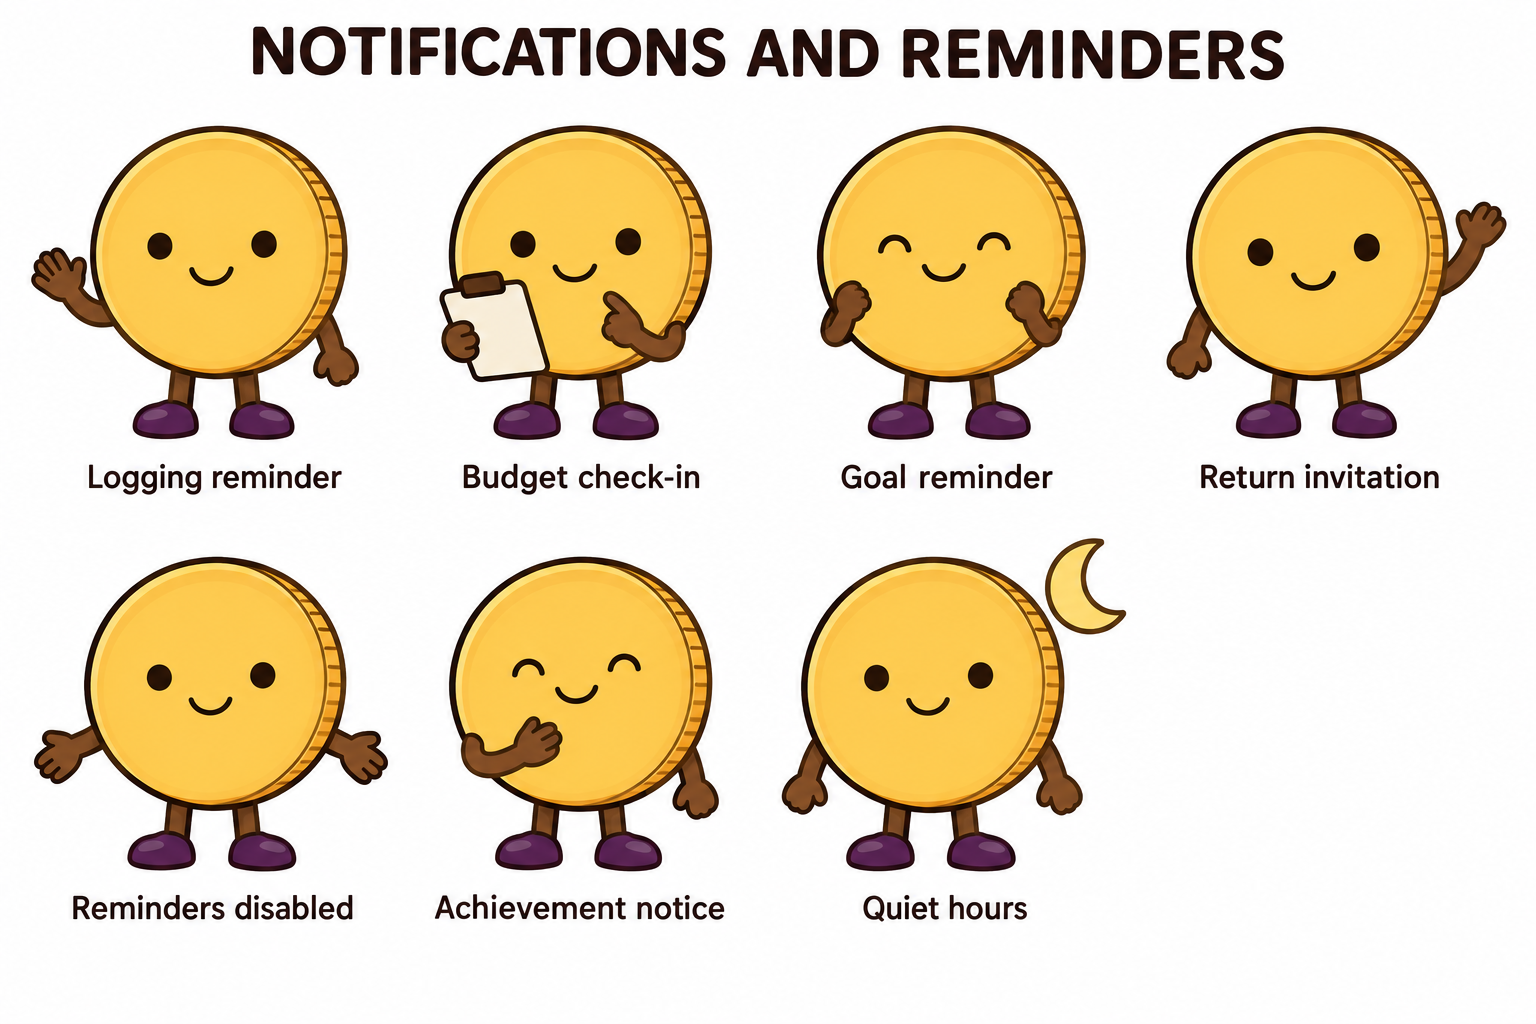 NOTIFICATIONS AND REMINDERS
Logging reminder
Budget check-in
Goal reminder
Return invitation
Reminders disabled
Achievement notice
Quiet hours